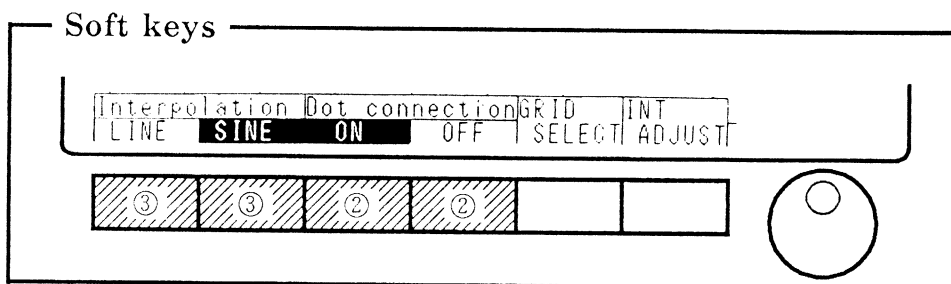 Soft keys
Interpolation Dot connection GRID INT
LINE SINE ON OFF SELECT ADJUST
③ ③ ② ②